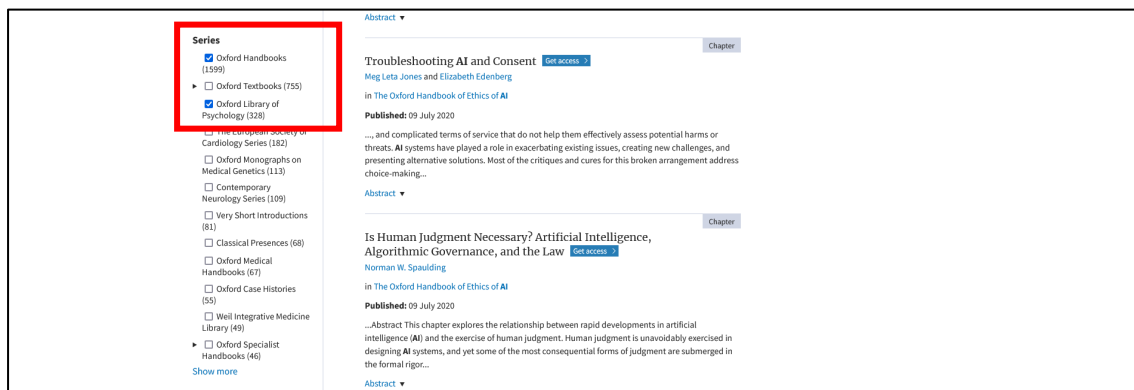 Series
Oxford Handbooks
(1599)
Oxford Textbooks (755)
Oxford Library of
Psychology (328)
The European Society of
Cardiology Series (182)
Oxford Monographs on
Medical Genetics (113)
Contemporary
Neurology Series (109)
Very Short Introductions
(81)
Classical Presences (68)
Oxford Medical
Handbooks (67)
Oxford Case Histories
(55)
Weil Integrative Medicine
Library (49)
Oxford Specialist
Handbooks (46)
Show more
Abstract ▼
Chapter
Troubleshooting AI and Consent Get access >
Meg Leta Jones and Elizabeth Edenberg
in The Oxford Handbook of Ethics of AI
Published: 09 July 2020
..., and complicated terms of service that do not help them effectively assess potential harms or
threats. AI systems have played a role in exacerbating existing issues, creating new challenges, and
presenting alternative solutions. Most of the critiques and cures for this broken arrangement address
choice-making...
Abstract ▼
Chapter
Is Human Judgment Necessary? Artificial Intelligence,
Algorithmic Governance, and the Law Get access >
Norman W. Spaulding
in The Oxford Handbook of Ethics of AI
Published: 09 July 2020
...Abstract This chapter explores the relationship between rapid developments in artificial
intelligence (AI) and the exercise of human judgment. Human judgment is unavoidably exercised in
designing AI systems, and yet some of the most consequential forms of judgment are submerged in
the formal rigor...
Abstract ▼